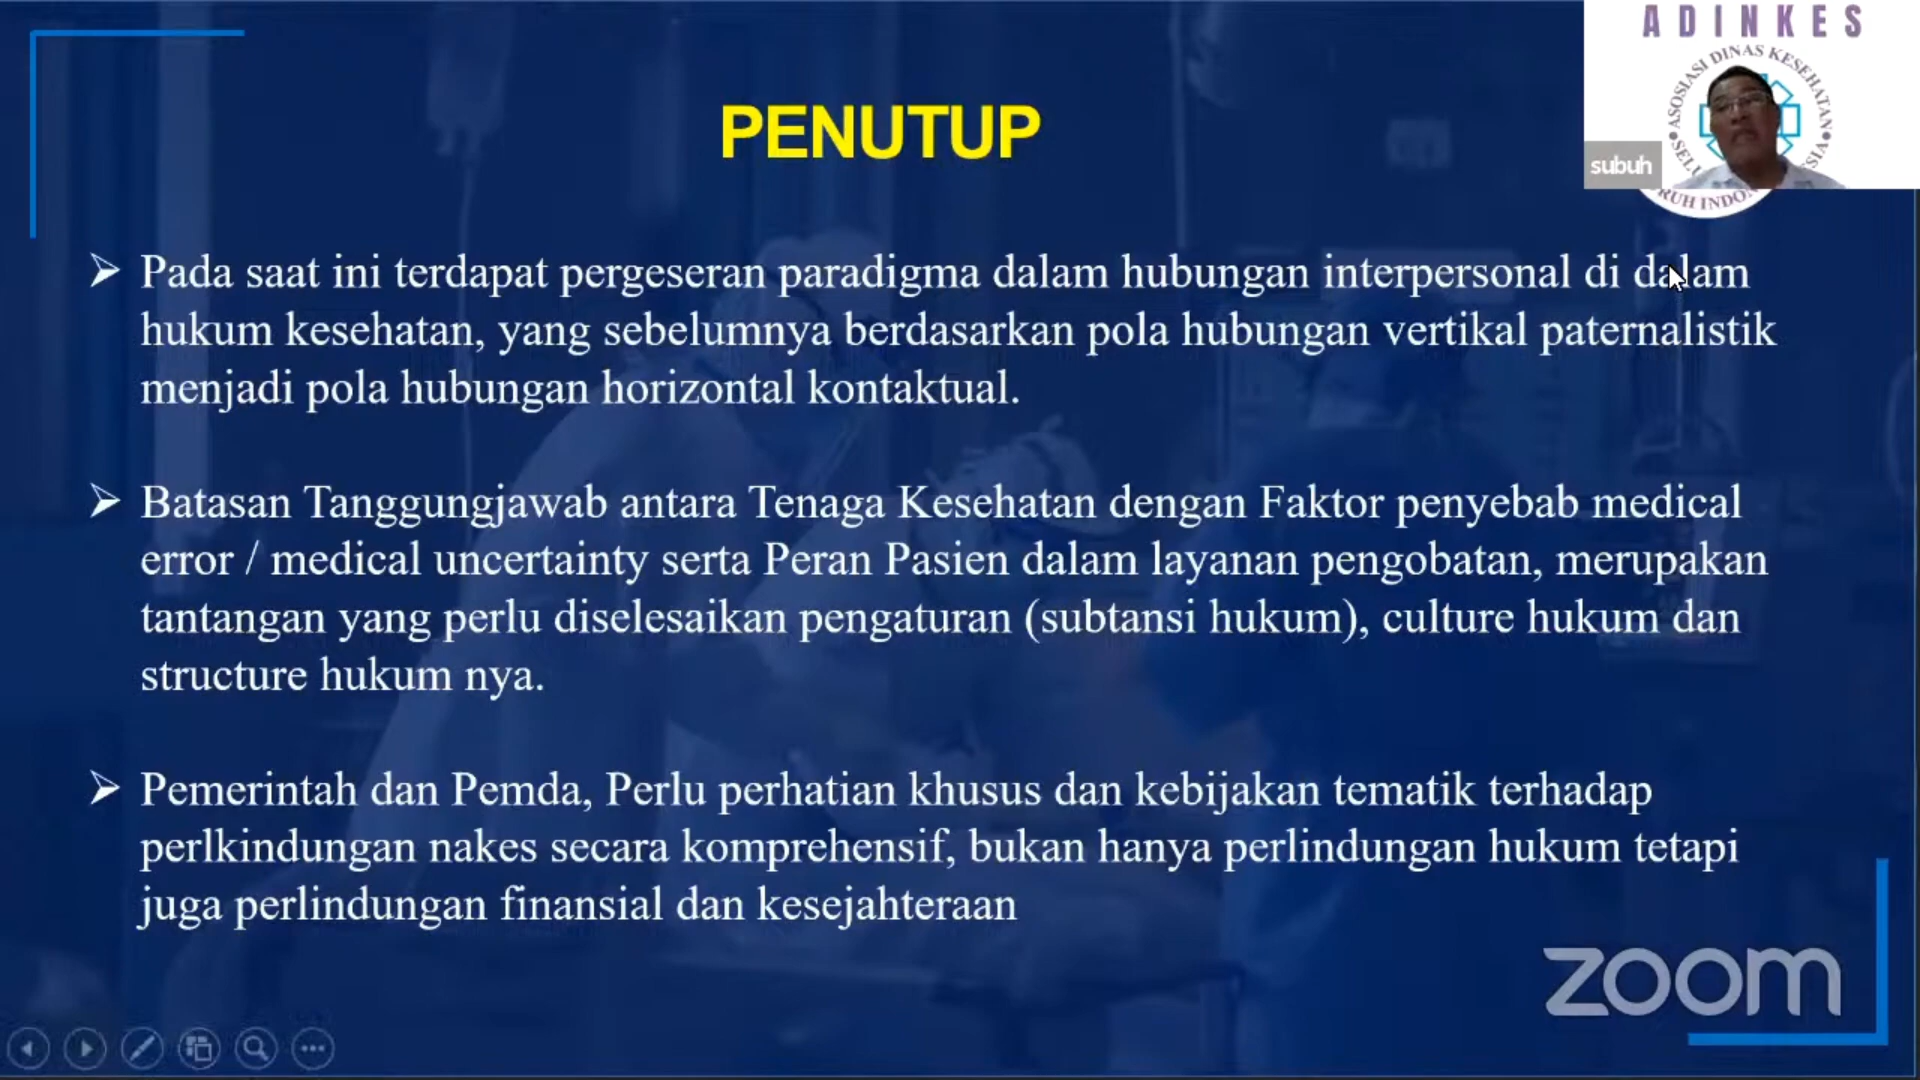 ADINKES
ASOSIASI DINAS KESEHATAN
subuh
PENUTUP
Pada saat ini terdapat pergeseran paradigma dalam hubungan interpersonal di dalam
hukum kesehatan, yang sebelumnya berdasarkan pola hubungan vertikal paternalistik
menjadi pola hubungan horizontal kontaktual.
Batasan Tanggungjawab antara Tenaga Kesehatan dengan Faktor penyebab medical
error / medical uncertainty serta Peran Pasien dalam layanan pengobatan, merupakan
tantangan yang perlu diselesaikan pengaturan (subtansi hukum), culture hukum dan
structure hukum nya.
Pemerintah dan Pemda, Perlu perhatian khusus dan kebijakan tematik terhadap
perlkindungan nakes secara komprehensif, bukan hanya perlindungan hukum tetapi
juga perlindungan finansial dan kesejahteraan
zoom